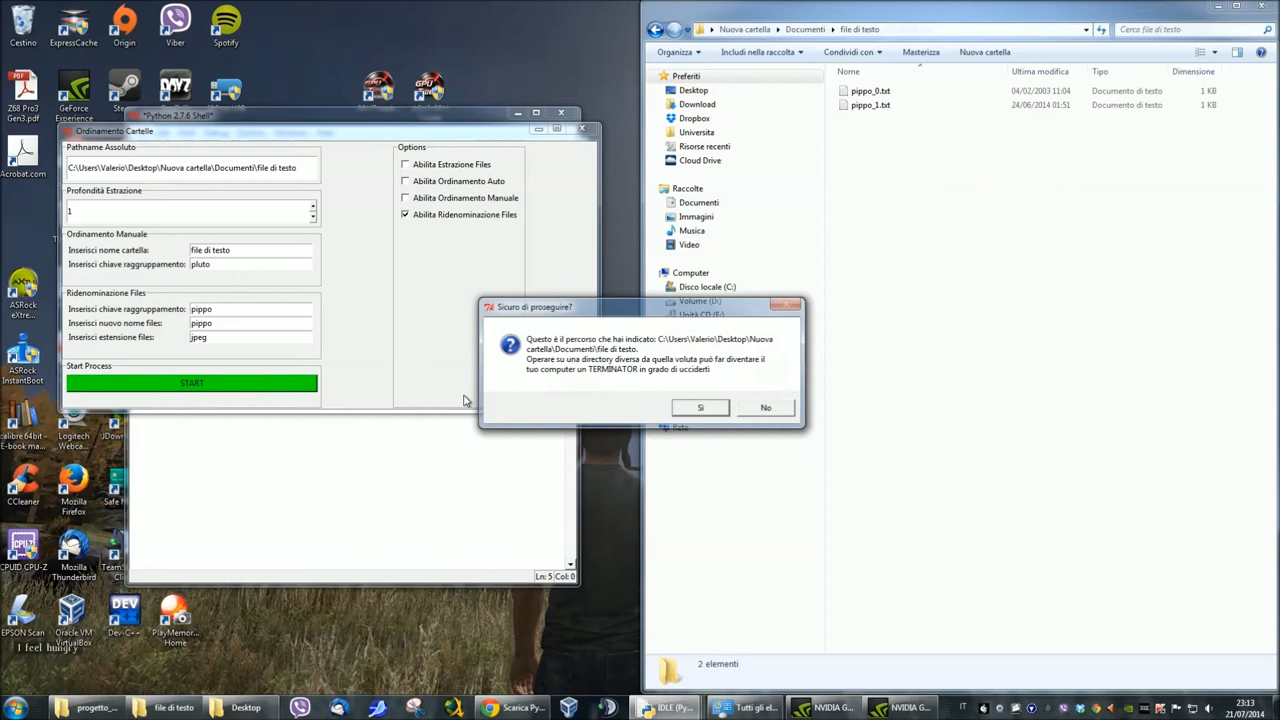 Cestino
ExpressCache
Origin
Viber
Spotify
Z68 Pro3
Gen3.pdf
GeForce
Experience
Acrobat.com
ASRock
eXtre...
ASRock
InstantBoot
calibre 64bit -
E-book ma...
Logitech
Webca...
CCleaner
Mozilla
Firefox
CPUID CPU-Z
Mozilla
Thunderbird
EPSON Scan
Oracle VM
VirtualBox
Dev-C++
PlayMemor...
Home
I feel hungry
*Python 2.7.6 Shell*
Ordinamento Cartelle
Pathname Assoluto
C:\Users\Valerio\Desktop\Nuova cartella\Documenti\file di testo
Profondità Estrazione
1
Ordinamento Manuale
Inserisci nome cartella: file di testo
Inserisci chiave raggruppamento: pluto
Ridenominazione Files
Inserisci chiave raggruppamento: pippo
Inserisci nuovo nome files: pippo
Inserisci estensione files: jpeg
Start Process
START
Options
Abilita Estrazione Files
Abilita Ordinamento Auto
Abilita Ordinamento Manuale
Abilita Ridenominazione Files
Ln: 5 Col: 0
Sicuro di proseguire?
Questo è il percorso che hai indicato: C:\Users\Valerio\Desktop\Nuova
cartella\Documenti\file di testo.
Operare su una directory diversa da quella voluta può far diventare il
tuo computer un TERMINATOR in grado di ucciderti
Sì No
Nuova cartella Documenti file di testo
Cerca file di testo
Organizza Includi nella raccolta Condividi con Masterizza Nuova cartella
Preferiti
Desktop
Download
Dropbox
Universita
Risorse recenti
Cloud Drive
Raccolte
Documenti
Immagini
Musica
Video
Computer
Disco locale (C:)
Volume (D:)
Unità CD (E:)
Rete
Nome Ultima modifica Tipo Dimensione
pippo_0.txt 04/02/2003 11:04 Documento di testo 1 KB
pippo_1.txt 24/06/2014 01:51 Documento di testo 1 KB
2 elementi
progetto_... file di testo Desktop Scarica Py... IDLE (Py... Tutti gli el... NVIDIA G... NVIDIA G...
IT
23:13
21/07/2014